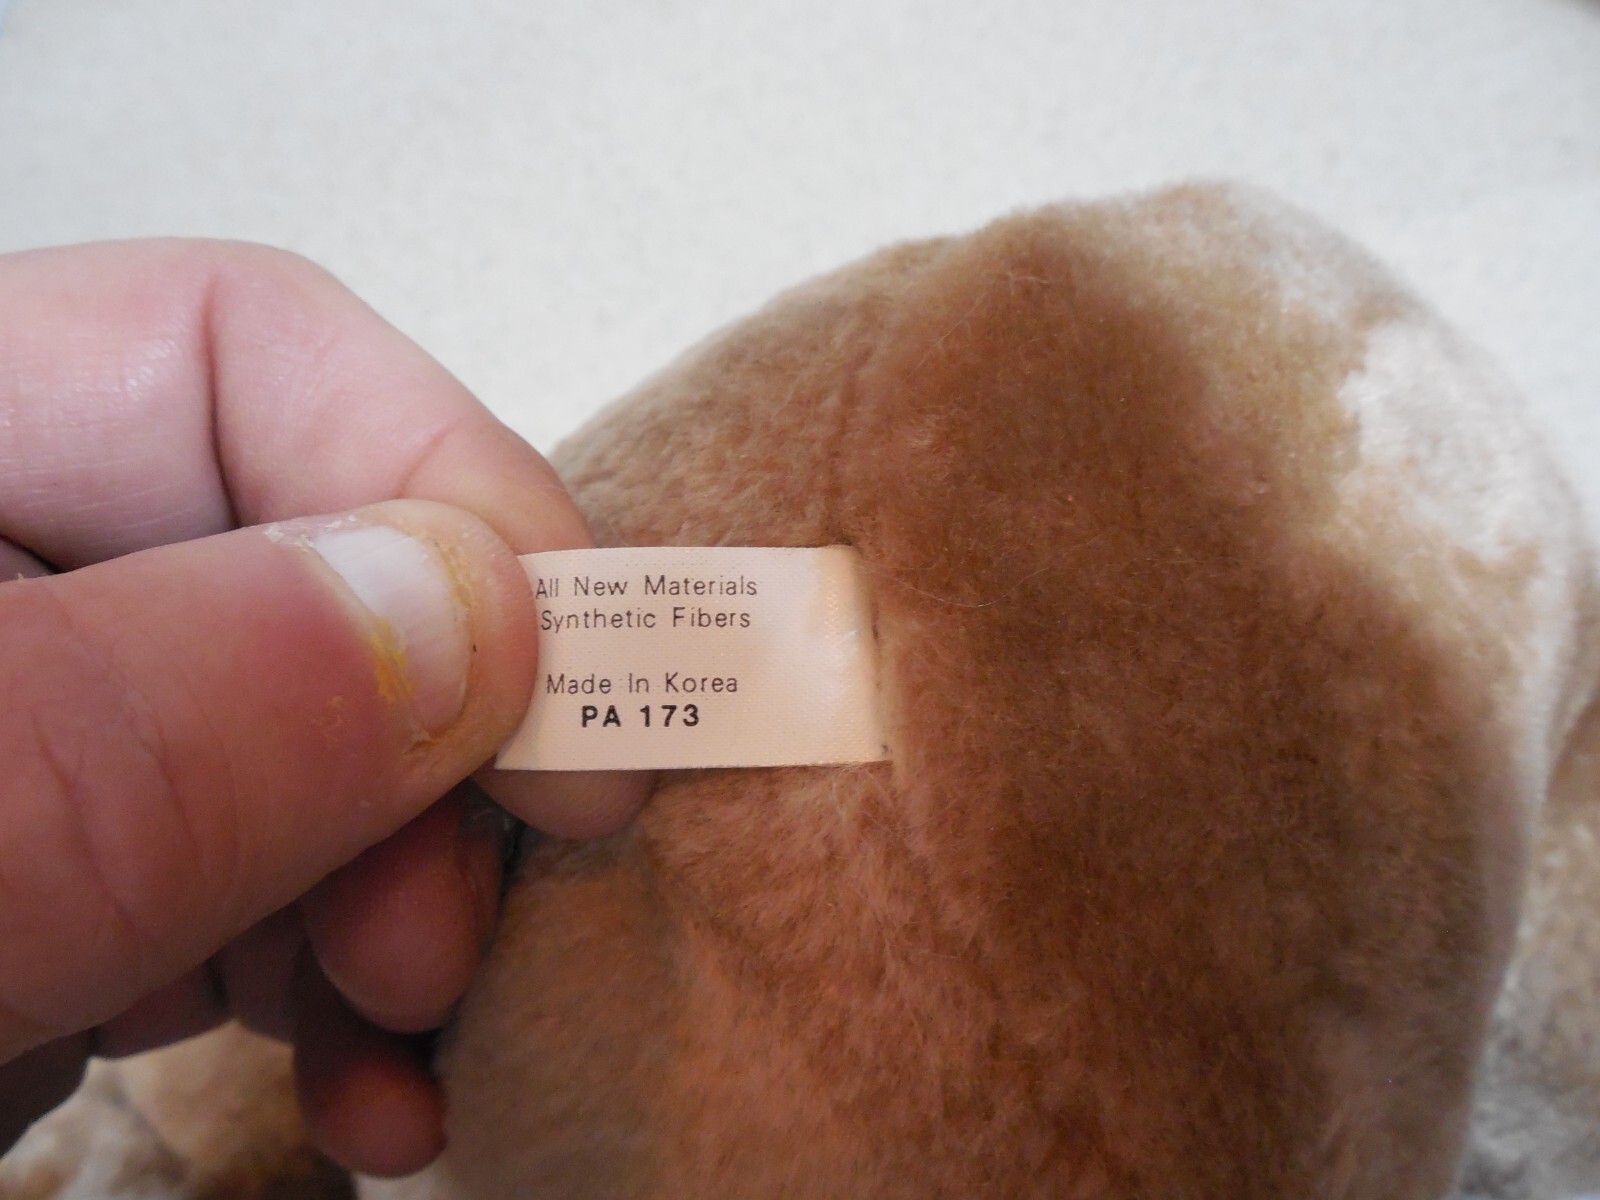 All New Materials
Synthetic Fibers
Made In Korea
PA 173